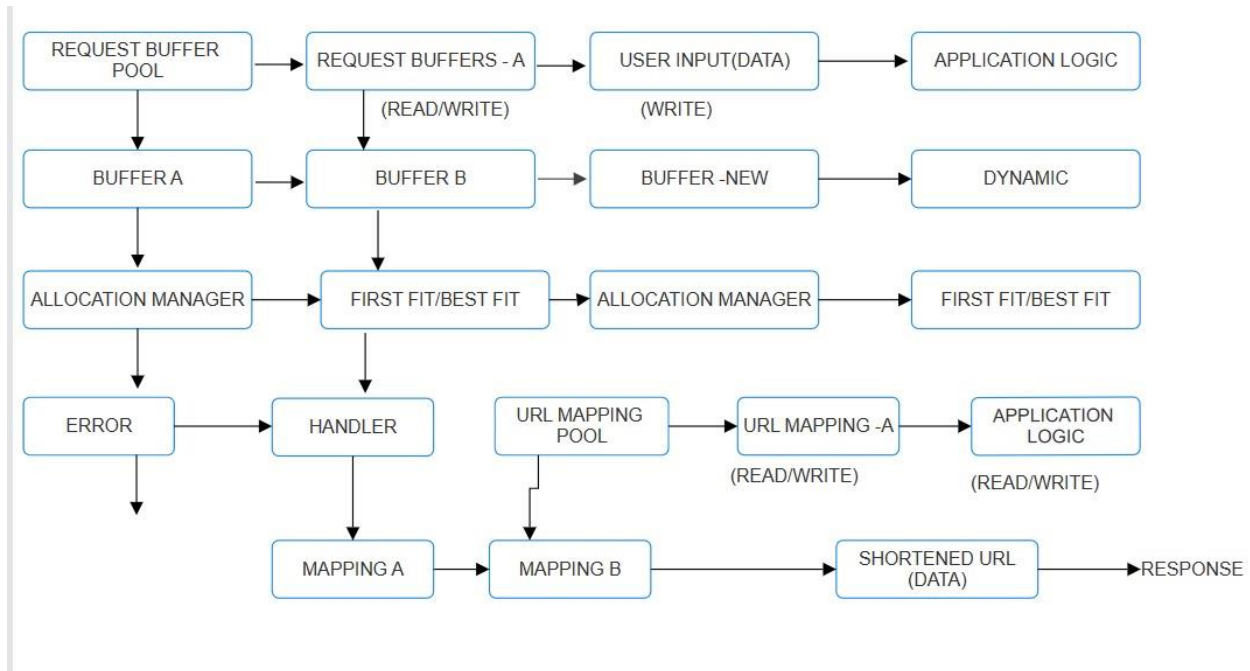 REQUEST BUFFER
POOL
REQUEST BUFFERS - A
USER INPUT(DATA)
APPLICATION LOGIC
(READ/WRITE)
(WRITE)
BUFFER A
BUFFER B
BUFFER -NEW
DYNAMIC
ALLOCATION MANAGER
FIRST FIT/BEST FIT
ALLOCATION MANAGER
FIRST FIT/BEST FIT
ERROR
HANDLER
URL MAPPING
POOL
URL MAPPING -A
APPLICATION
LOGIC
(READ/WRITE)
(READ/WRITE)
MAPPING A
MAPPING B
SHORTENED URL
(DATA)
RESPONSE